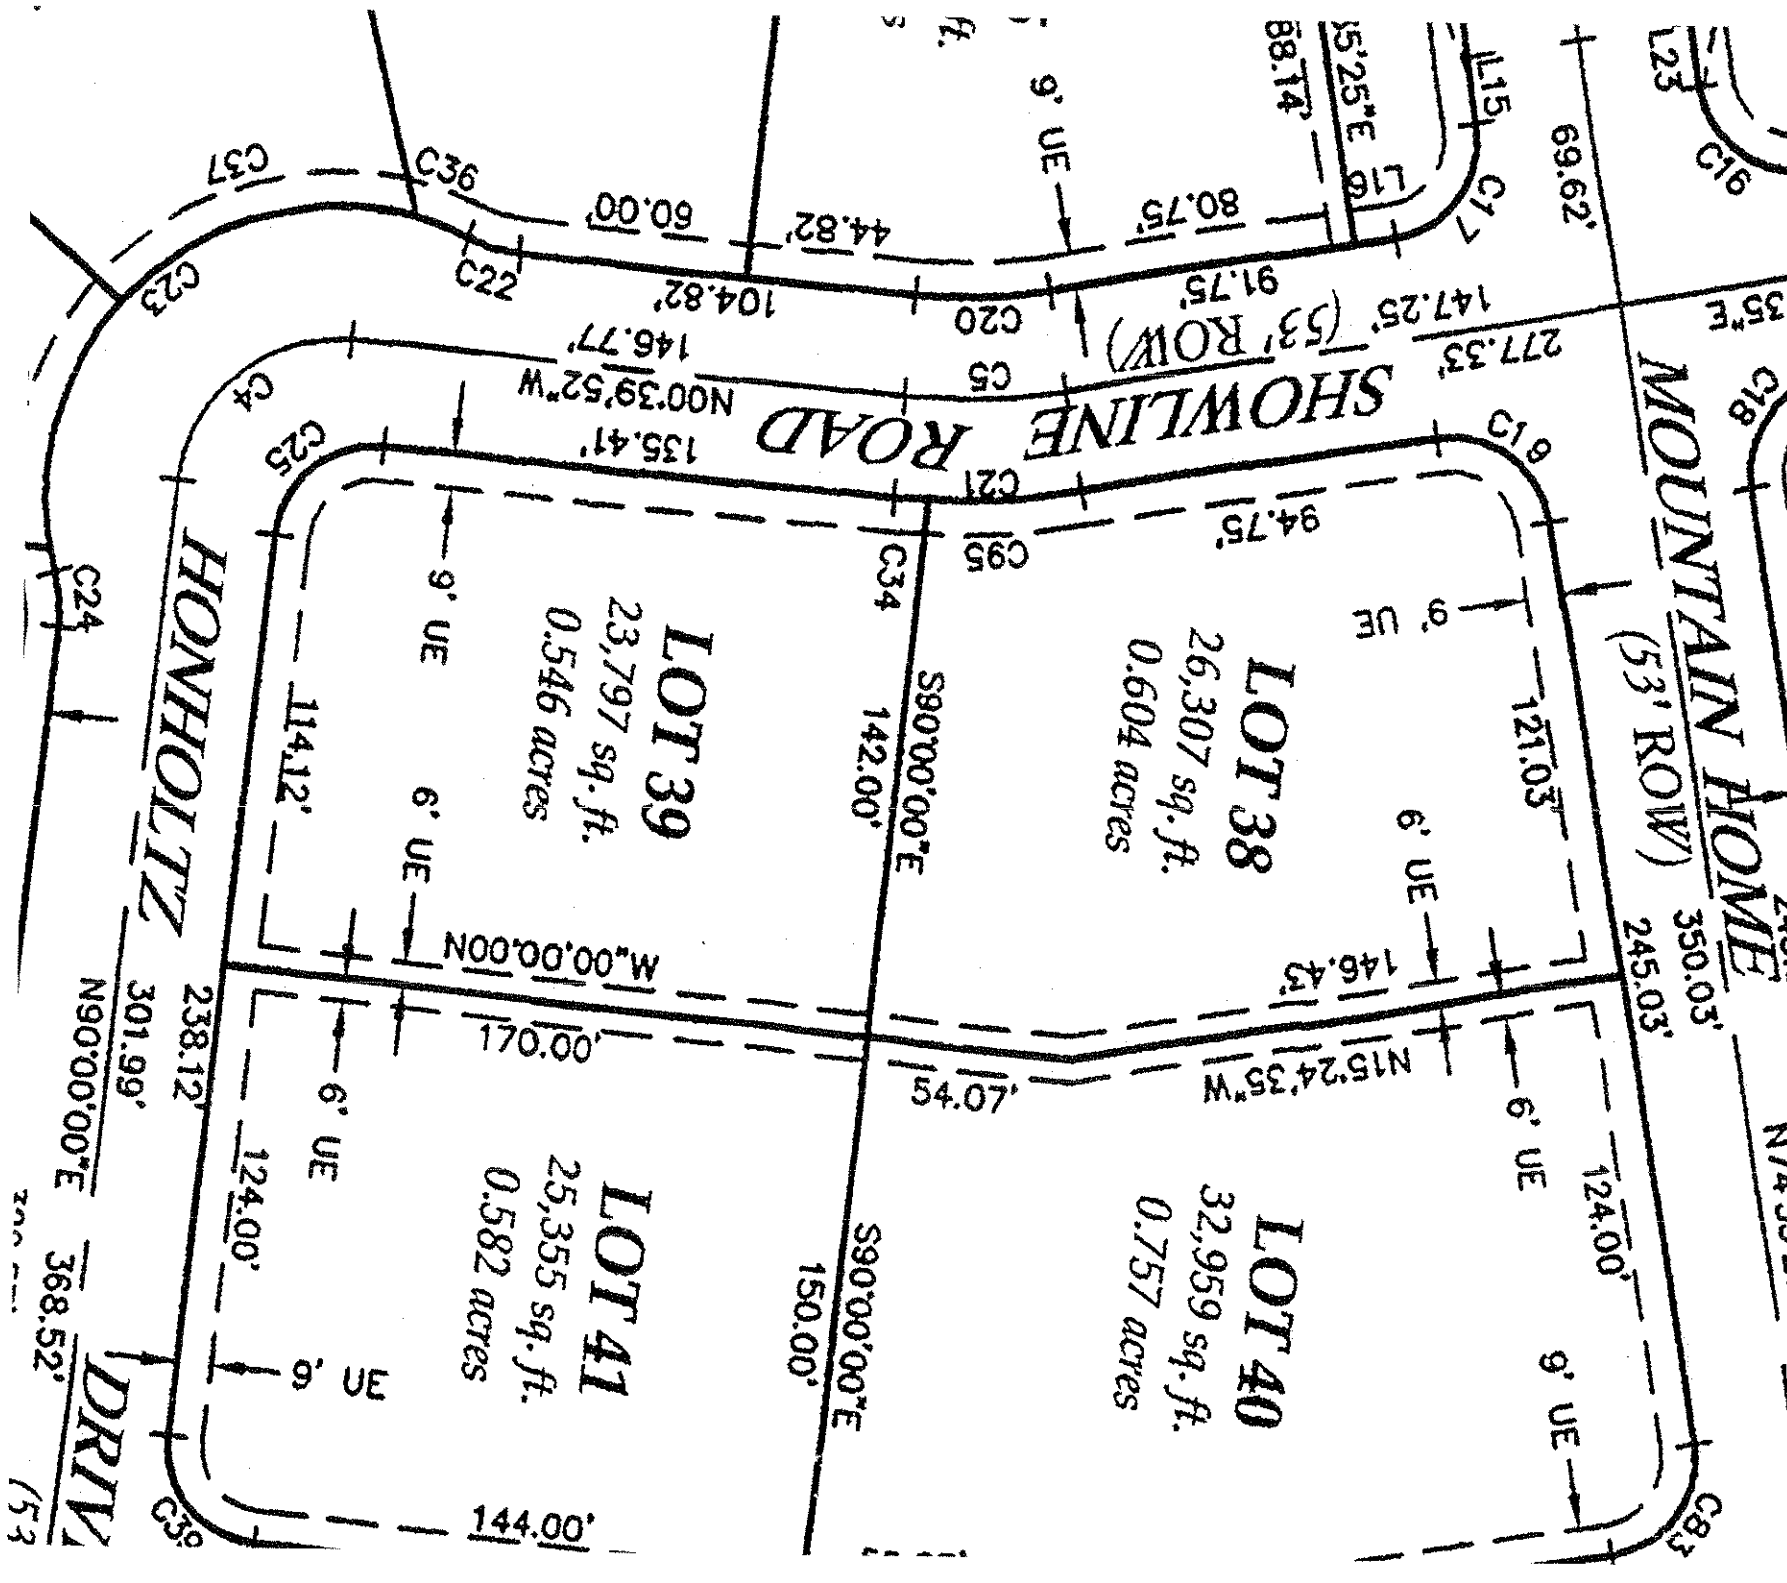 ft.
9' UE
88.14'
L15
L23
C37
C26
60.00'
44.82'
80.75'
L16
C17
69.62'
C16
C23
C22
104.82'
C20
91.75'
(53' ROW)
147.25'
277.33'
35"E
146.77'
N00°39'52"W
C5
SHOWLINE ROAD
C4
C25
135.41'
C21
C19
C18
MOUNTAIN HOME
(53' ROW)
94.75'
C95
C34
C24
HONHOLTZ
9' UE
9' UE
LOT 39
23,797 sq. ft.
0.546 acres
LOT 38
26,307 sq. ft.
0.604 acres
114.12'
S90°00'00"E
142.00'
121.03'
6' UE
6' UE
N00°00'00"W
146.43'
245.03'
350.03'
238.12'
301.99'
N90°00'00"E
170.00'
54.07'
N15°24'35"W
6' UE
6' UE
124.00'
124.00'
LOT 41
25,355 sq. ft.
0.582 acres
LOT 40
32,959 sq. ft.
0.757 acres
S90°00'00"E
150.00'
368.52'
9' UE
9' UE
C39
144.00'
C83